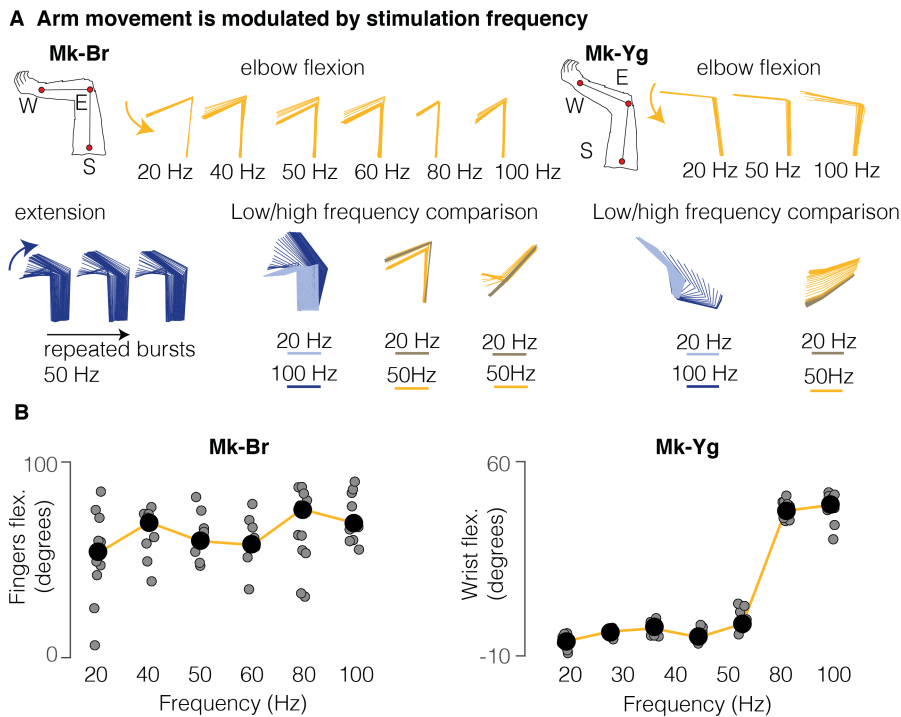 A Arm movement is modulated by stimulation frequency
Mk-Br
elbow flexion
W
E
S
20 Hz 40 Hz 50 Hz 60 Hz 80 Hz 100 Hz
Mk-Yg
elbow flexion
E
W
S
20 Hz 50 Hz 100 Hz
extension
repeated bursts
50 Hz
Low/high frequency comparison
20 Hz 20 Hz 20 Hz
100 Hz 50Hz 50Hz
Low/high frequency comparison
20 Hz 20 Hz
100 Hz 50Hz
B
Mk-Br
Fingers flex.
(degrees)
100
0
20 40 50 60 80 100
Frequency (Hz)
Mk-Yg
Wrist flex.
(degrees)
60
-10
20 30 40 50 60 80 100
Frequency (Hz)